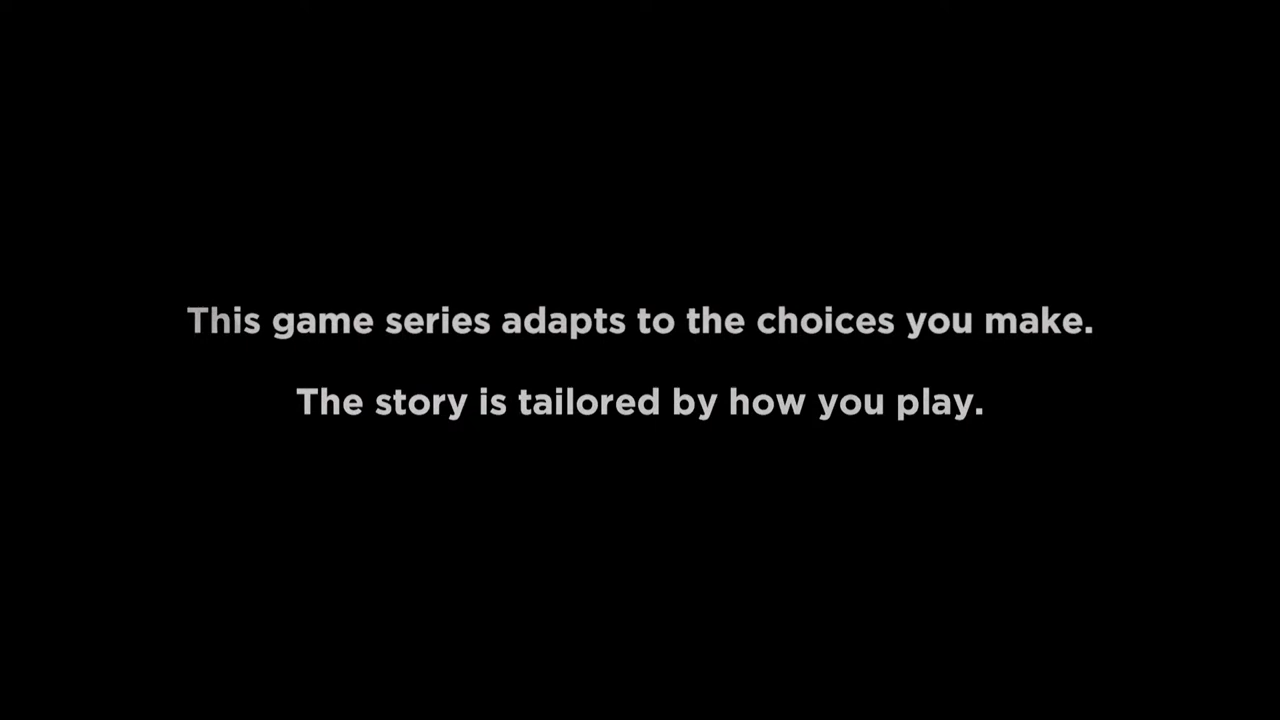 This game series adapts to the choices you make.
The story is tailored by how you play.